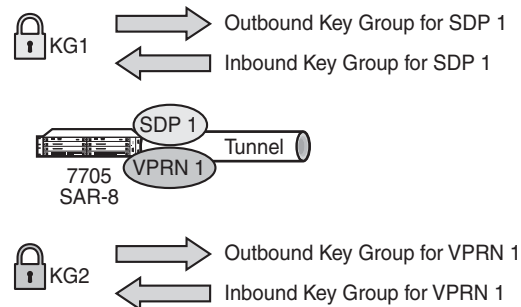 KG1
Outbound Key Group for SDP 1
Inbound Key Group for SDP 1
SDP 1
Tunnel
VPRN 1
7705
SAR-8
KG2
Outbound Key Group for VPRN 1
Inbound Key Group for VPRN 1